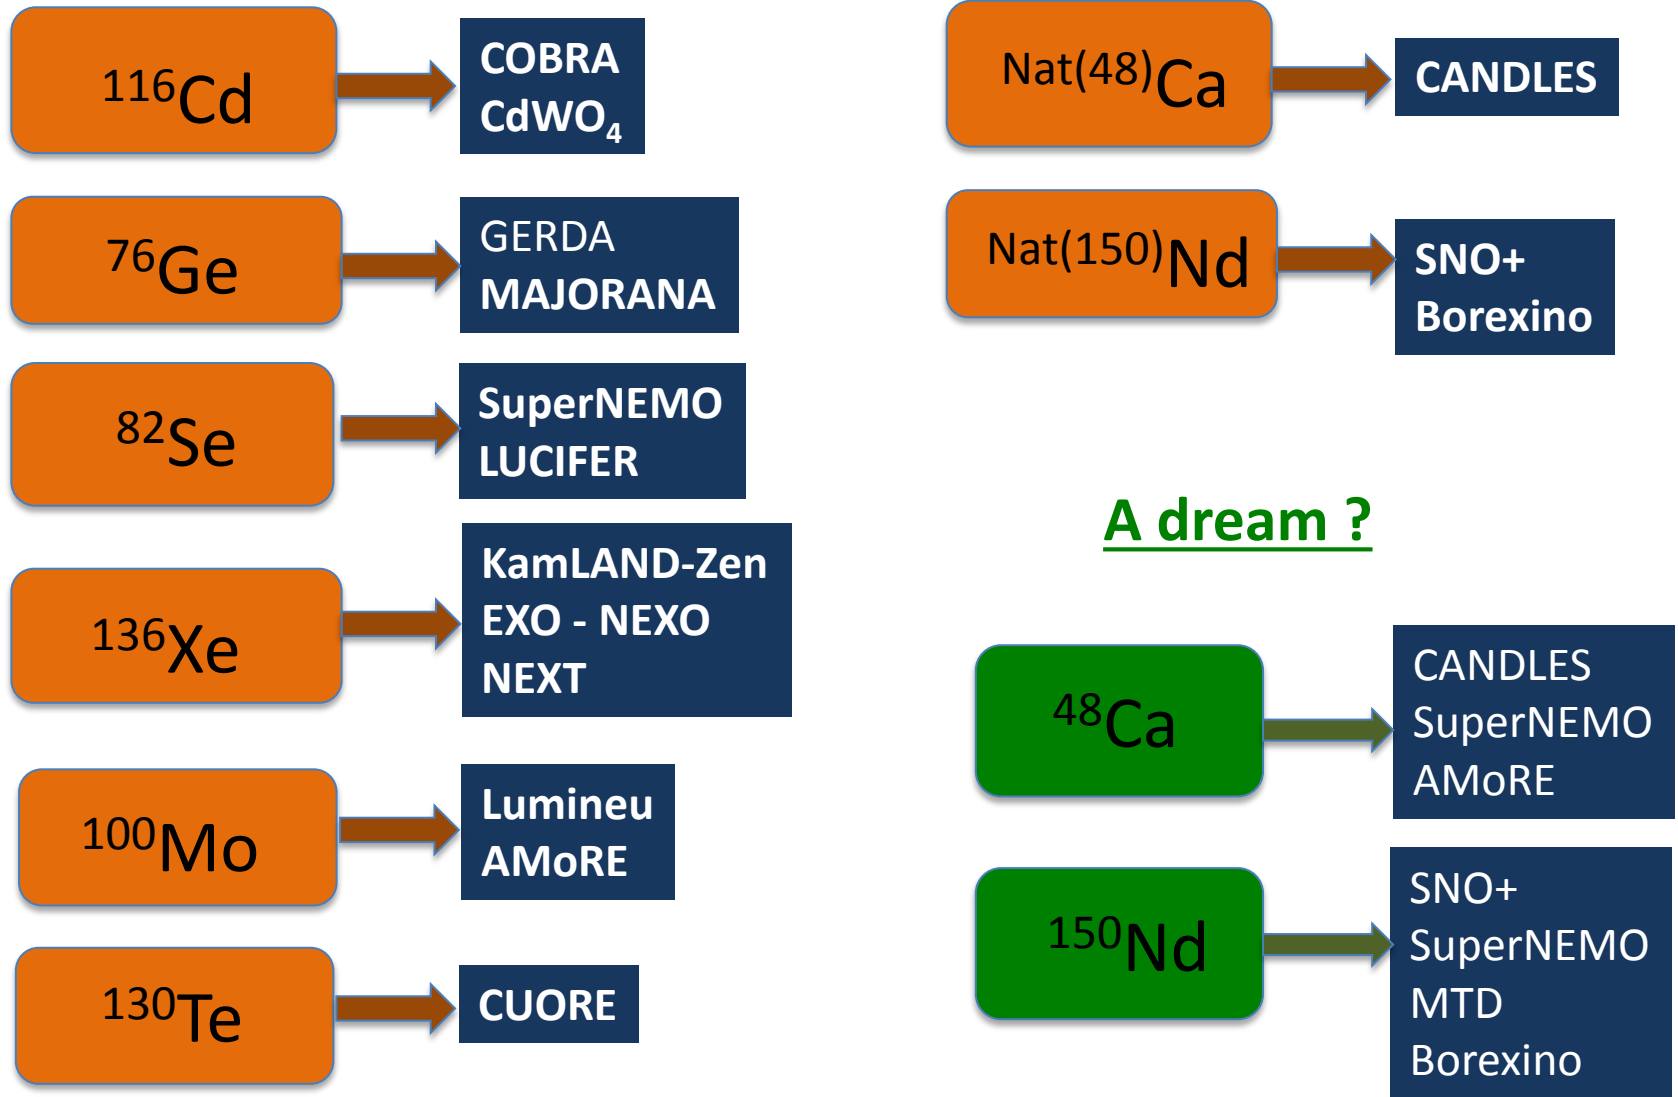 ¹¹⁶Cd
COBRA
CdWO₄
⁷⁶Ge
GERDA
MAJORANA
⁸²Se
SuperNEMO
LUCIFER
¹³⁶Xe
KamLAND-Zen
EXO - NEXO
NEXT
¹⁰⁰Mo
Lumineu
AMoRE
¹³⁰Te
CUORE
ᴺᵃᵗ⁽⁴⁸⁾Ca
CANDLES
ᴺᵃᵗ⁽¹⁵⁰⁾Nd
SNO+
Borexino
A dream ?
⁴⁸Ca
CANDLES
SuperNEMO
AMoRE
¹⁵⁰Nd
SNO+
SuperNEMO
MTD
Borexino